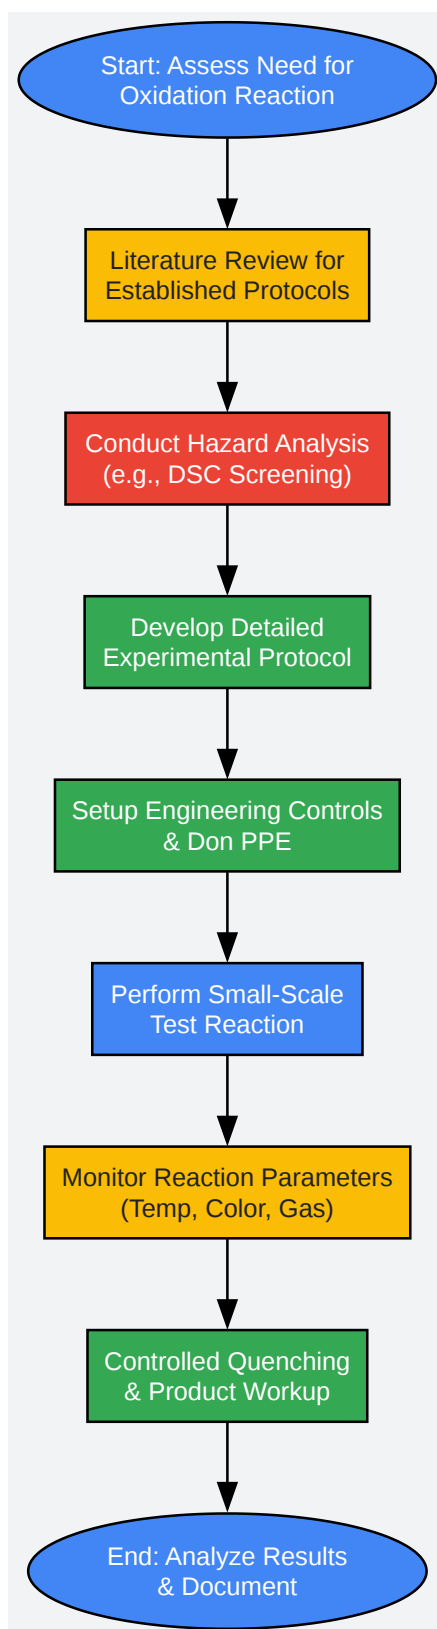 Start: Assess Need for
Oxidation Reaction
Literature Review for
Established Protocols
Conduct Hazard Analysis
(e.g., DSC Screening)
Develop Detailed
Experimental Protocol
Setup Engineering Controls
& Don PPE
Perform Small-Scale
Test Reaction
Monitor Reaction Parameters
(Temp, Color, Gas)
Controlled Quenching
& Product Workup
End: Analyze Results
& Document